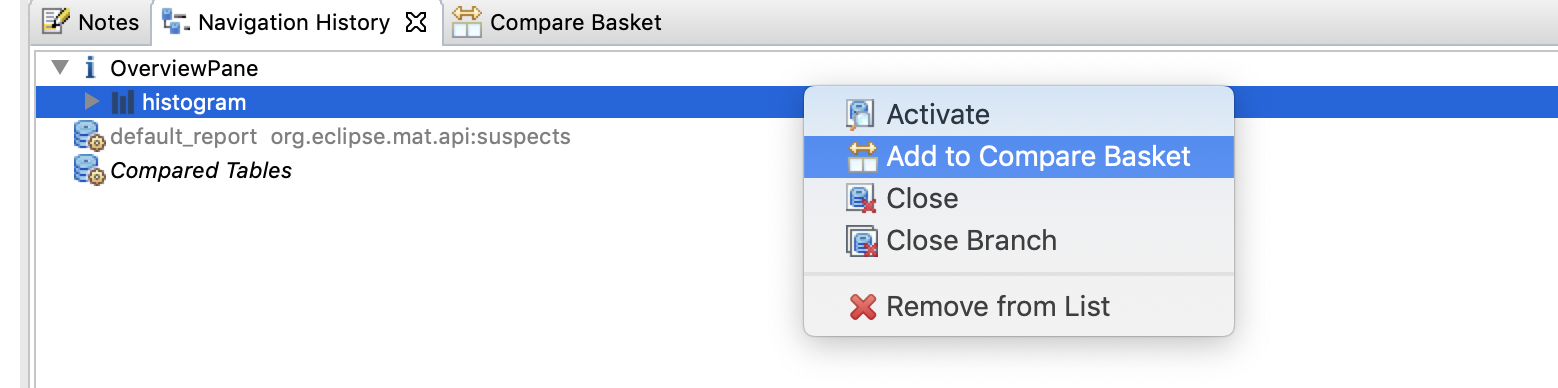 Notes Navigation History Compare Basket
OverviewPane
histogram
default_report org.eclipse.mat.api:suspects
Compared Tables
Activate
Add to Compare Basket
Close
Close Branch
Remove from List